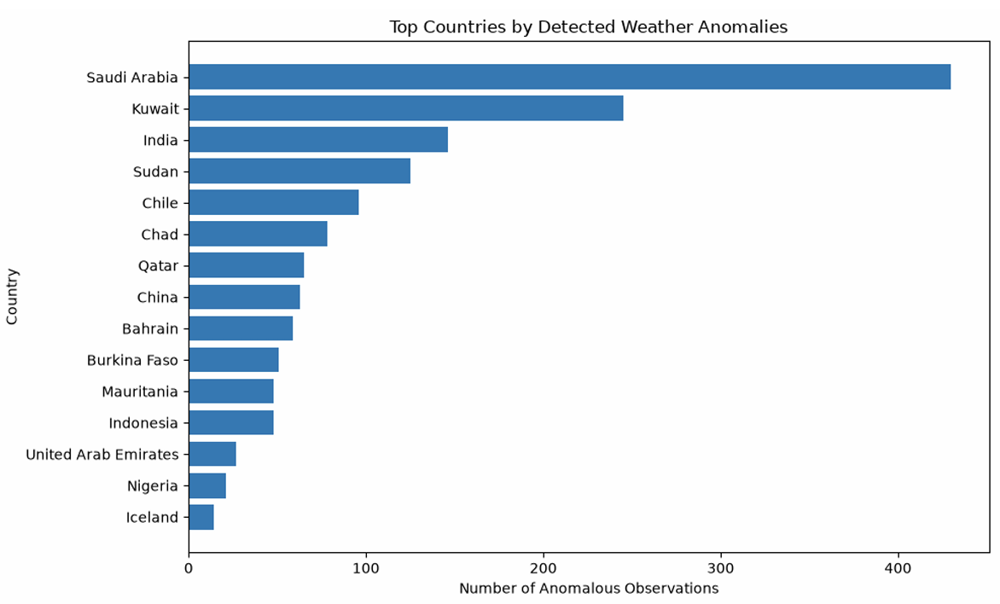 Top Countries by Detected Weather Anomalies
Saudi Arabia
Kuwait
India
Sudan
Chile
Chad
Qatar
China
Bahrain
Burkina Faso
Mauritania
Indonesia
United Arab Emirates
Nigeria
Iceland
Country
0 100 200 300 400
Number of Anomalous Observations